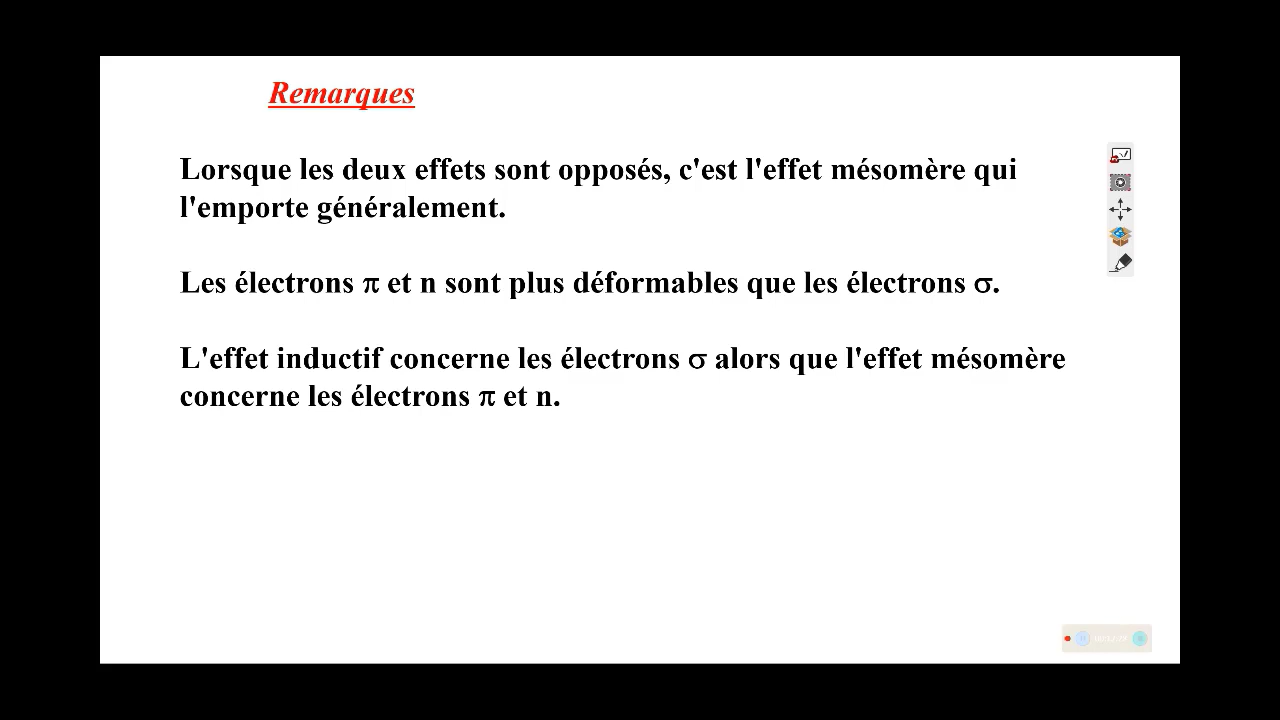 Remarques
Lorsque les deux effets sont opposés, c'est l'effet mésomère qui
l'emporte généralement.
Les électrons π et n sont plus déformables que les électrons σ.
L'effet inductif concerne les électrons σ alors que l'effet mésomère
concerne les électrons π et n.